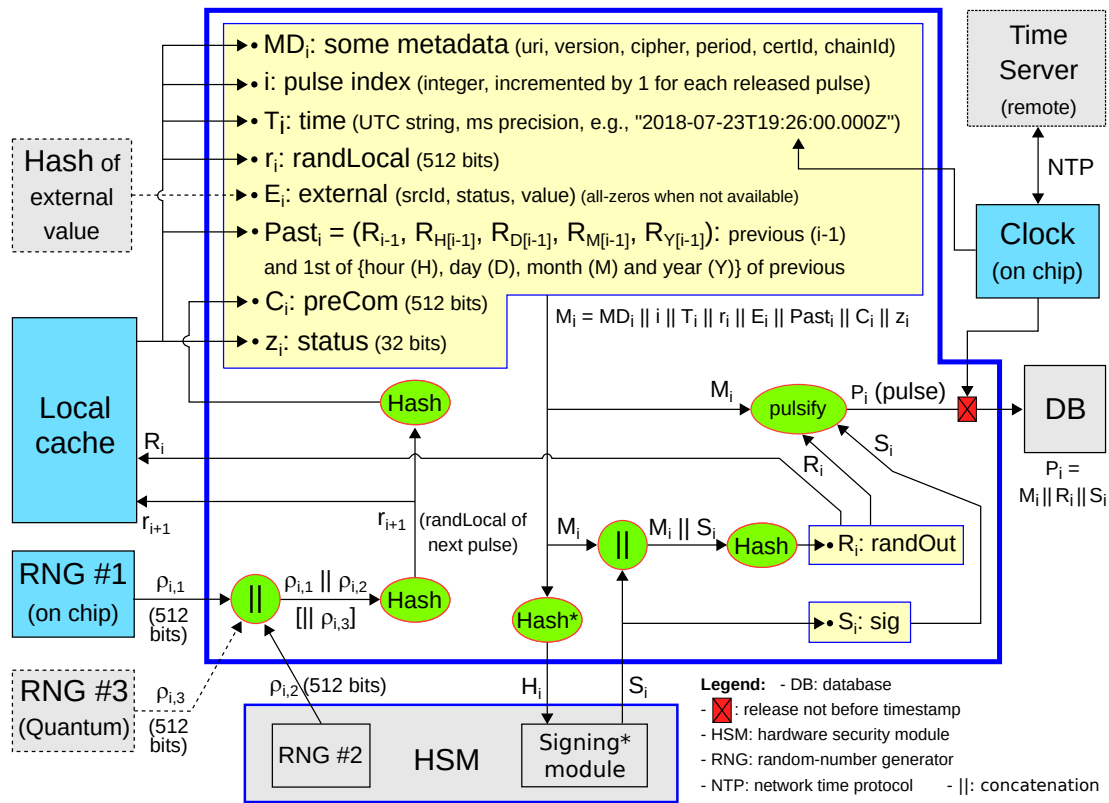 • MDi: some metadata (uri, version, cipher, period, certId, chainId)
• i: pulse index (integer, incremented by 1 for each released pulse)
• Ti: time (UTC string, ms precision, e.g., "2018-07-23T19:26:00.000Z")
• ri: randLocal (512 bits)
• Ei: external (srcId, status, value) (all-zeros when not available)
• Pasti = (Ri-1, RH[i-1], RD[i-1], RM[i-1], RY[i-1]): previous (i-1)
and 1st of {hour (H), day (D), month (M) and year (Y)} of previous
• Ci: preCom (512 bits)
• zi: status (32 bits)
Time
Server
(remote)
NTP
Clock
(on chip)
Hash of
external
value
Mi = MDi || i || Ti || ri || Ei || Pasti || Ci || zi
Local
cache
Ri
ri+1
Hash
Mi
pulsify
Pi (pulse)
DB
Pi =
Mi || Ri || Si
Ri
Si
ri+1
(randLocal of
next pulse)
Mi
||
Mi || Si
Hash
• Ri: randOut
RNG #1
(on chip)
ρi,1
(512
bits)
||
ρi,1 || ρi,2
[|| ρi,3]
Hash
Hash*
• Si: sig
RNG #3
(Quantum)
ρi,3
(512
bits)
ρi,2 (512 bits)
Hi
Si
RNG #2
HSM
Signing*
module
Legend: - DB: database
- : release not before timestamp
- HSM: hardware security module
- RNG: random-number generator
- NTP: network time protocol - ||: concatenation